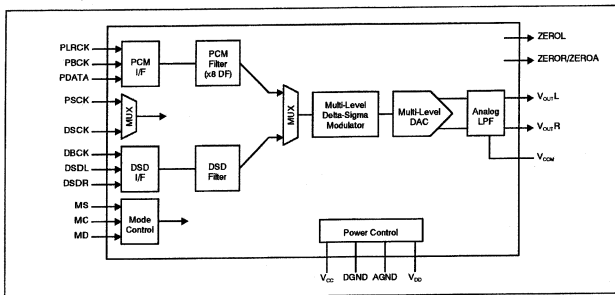 PLRCK
PBCK
PDATA
PCM
I/F
PCM
Filter
(x8 DF)
ZEROL
ZEROR/ZEROA
PSCK
MUX
DSCK
MUX
Multi-Level
Delta-Sigma
Modulator
Multi-Level
DAC
Analog
LPF
VOUTL
VOUTR
VCOM
DBCK
DSDL
DSDR
DSD
I/F
DSD
Filter
MS
MC
MD
Mode
Control
Power Control
VCC
DGND
AGND
VDD